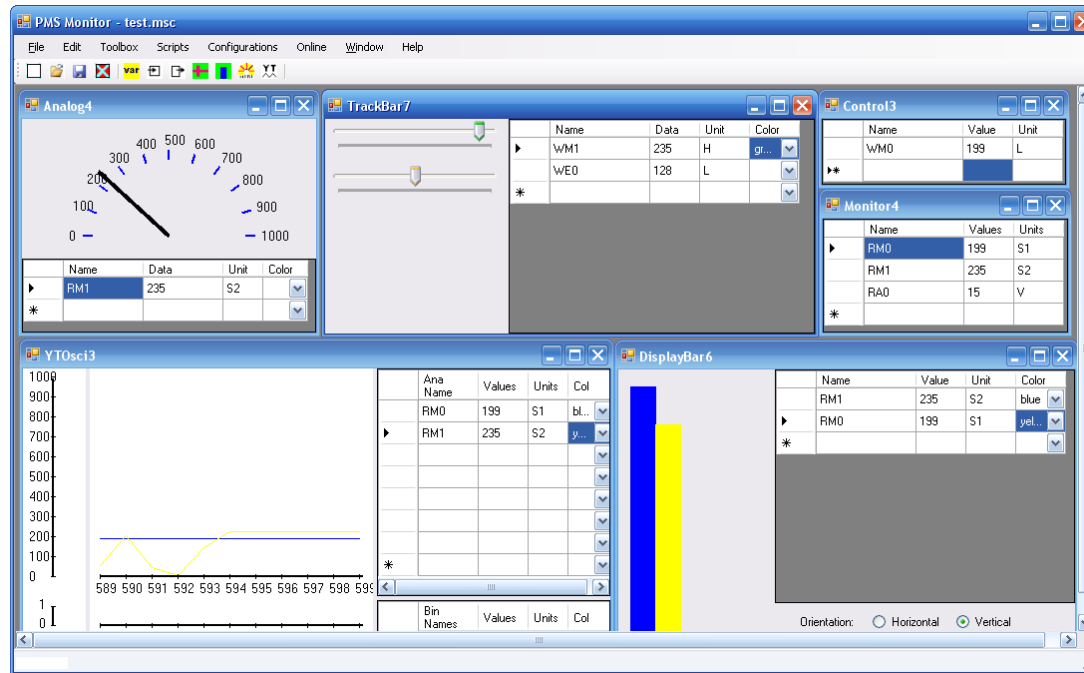 PMS Monitor - test.msc
File Edit Toolbox Scripts Configurations Online Window Help
var YT
Analog4
0 100 200 300 400 500 600 700 800 900 1000
Name Data Unit Color
RM1 235 S2
TrackBar7
Name Data Unit Color
WM1 235 H gr...
WE0 128 L
Control3
Name Value Unit
WM0 199 L
Monitor4
Name Values Units
RM0 199 S1
RM1 235 S2
RA0 15 V
YTOsci3
1000
900
800
700
600
500
400
300
200
100
0
589 590 591 592 593 594 595 596 597 598 599
1
0
Ana Name Values Units Col
RM0 199 S1 bl...
RM1 235 S2 y...
Bin Names Values Units Col
DisplayBar6
Name Value Unit Color
RM1 235 S2 blue
RM0 199 S1 yel...
Orientation: Horizontal Vertical